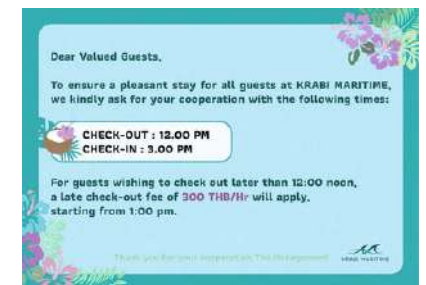 Dear Valued Guests,
To ensure a pleasant stay for all guests at KRABI MARITIME,
we kindly ask for your cooperation with the following times:
CHECK-OUT : 12.00 PM
CHECK-IN : 3.00 PM
For guests wishing to check out later than 12:00 noon,
a late check-out fee of 300 THB/Hr will apply,
starting from 1:00 pm.
Thank you for your cooperation, The Management
KRABI MARITIME